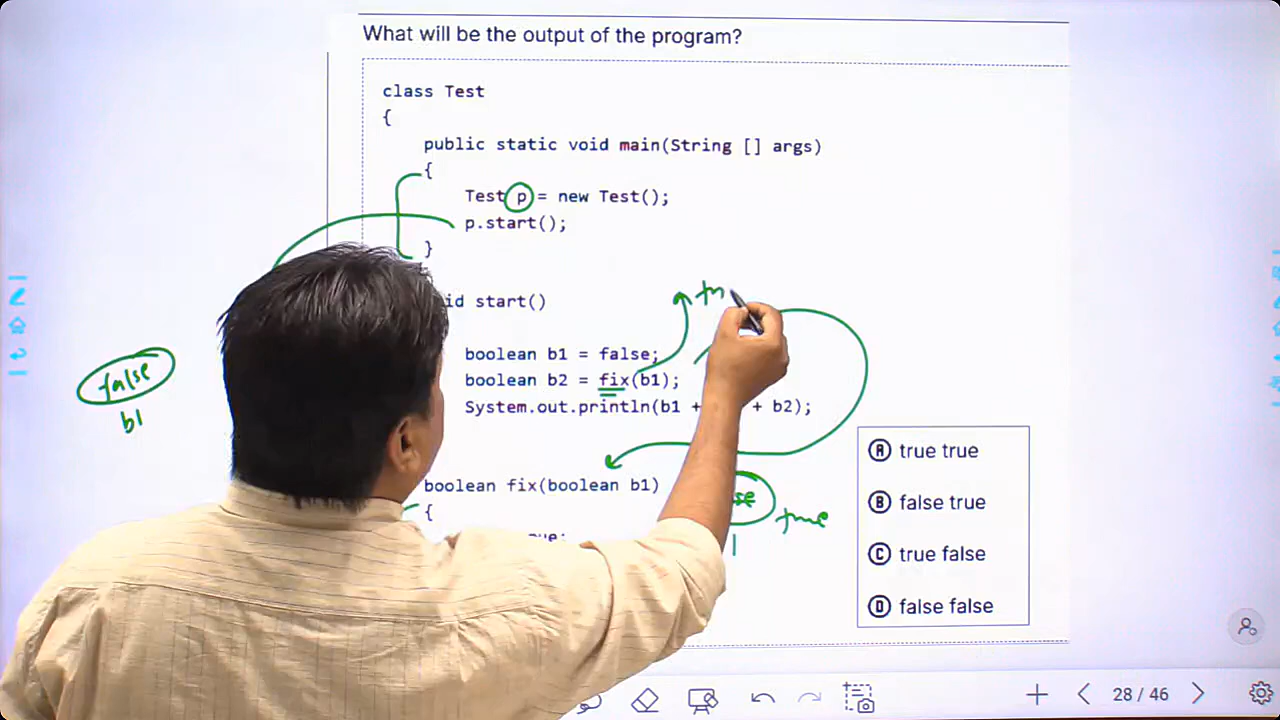 What will be the output of the program?
class Test
{
public static void main(String [] args)
{
Test p = new Test();
p.start();
}
start()
boolean b1 = false;
boolean b2 = fix(b1);
System.out.println(b1 + + b2);
boolean fix(boolean b1)
{
false
b1
true
A true true
B false true
C true false
D false false
28 / 46